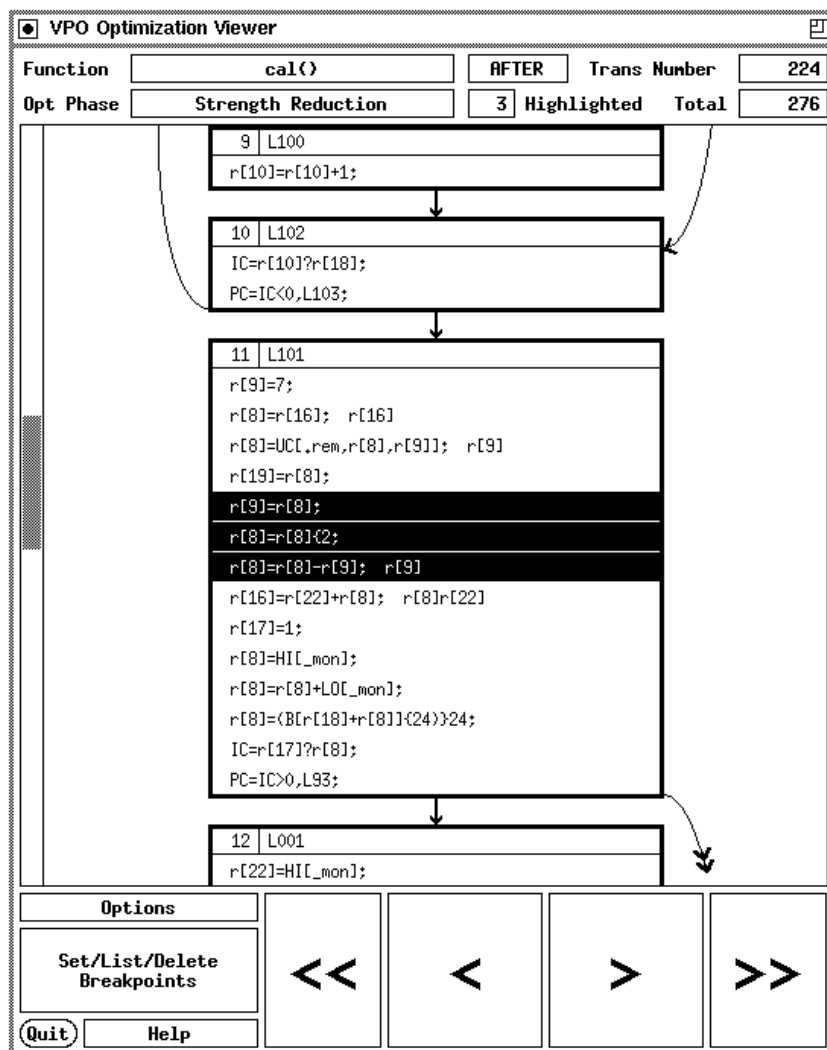 VPO Optimization Viewer
Function cal() AFTER Trans Number 224
Opt Phase Strength Reduction 3 Highlighted Total 276
9 L100
r[10]=r[10]+1;
10 L102
IC=r[10]?r[18];
PC=IC<0,L103;
11 L101
r[9]=7;
r[8]=r[16]; r[16]
r[8]=UC[.rem,r[8],r[9]]; r[9]
r[19]=r[8];
r[9]=r[8];
r[8]=r[8]{2;
r[8]=r[8]-r[9]; r[9]
r[16]=r[22]+r[8]; r[8]r[22]
r[17]=1;
r[8]=HI[_mon];
r[8]=r[8]+LO[_mon];
r[8]=(B[r[18]+r[8]]{24)}24;
IC=r[17]?r[8];
PC=IC>0,L93;
12 L001
r[22]=HI[_mon];
Options
Set/List/Delete
Breakpoints
<< < > >>
Quit Help